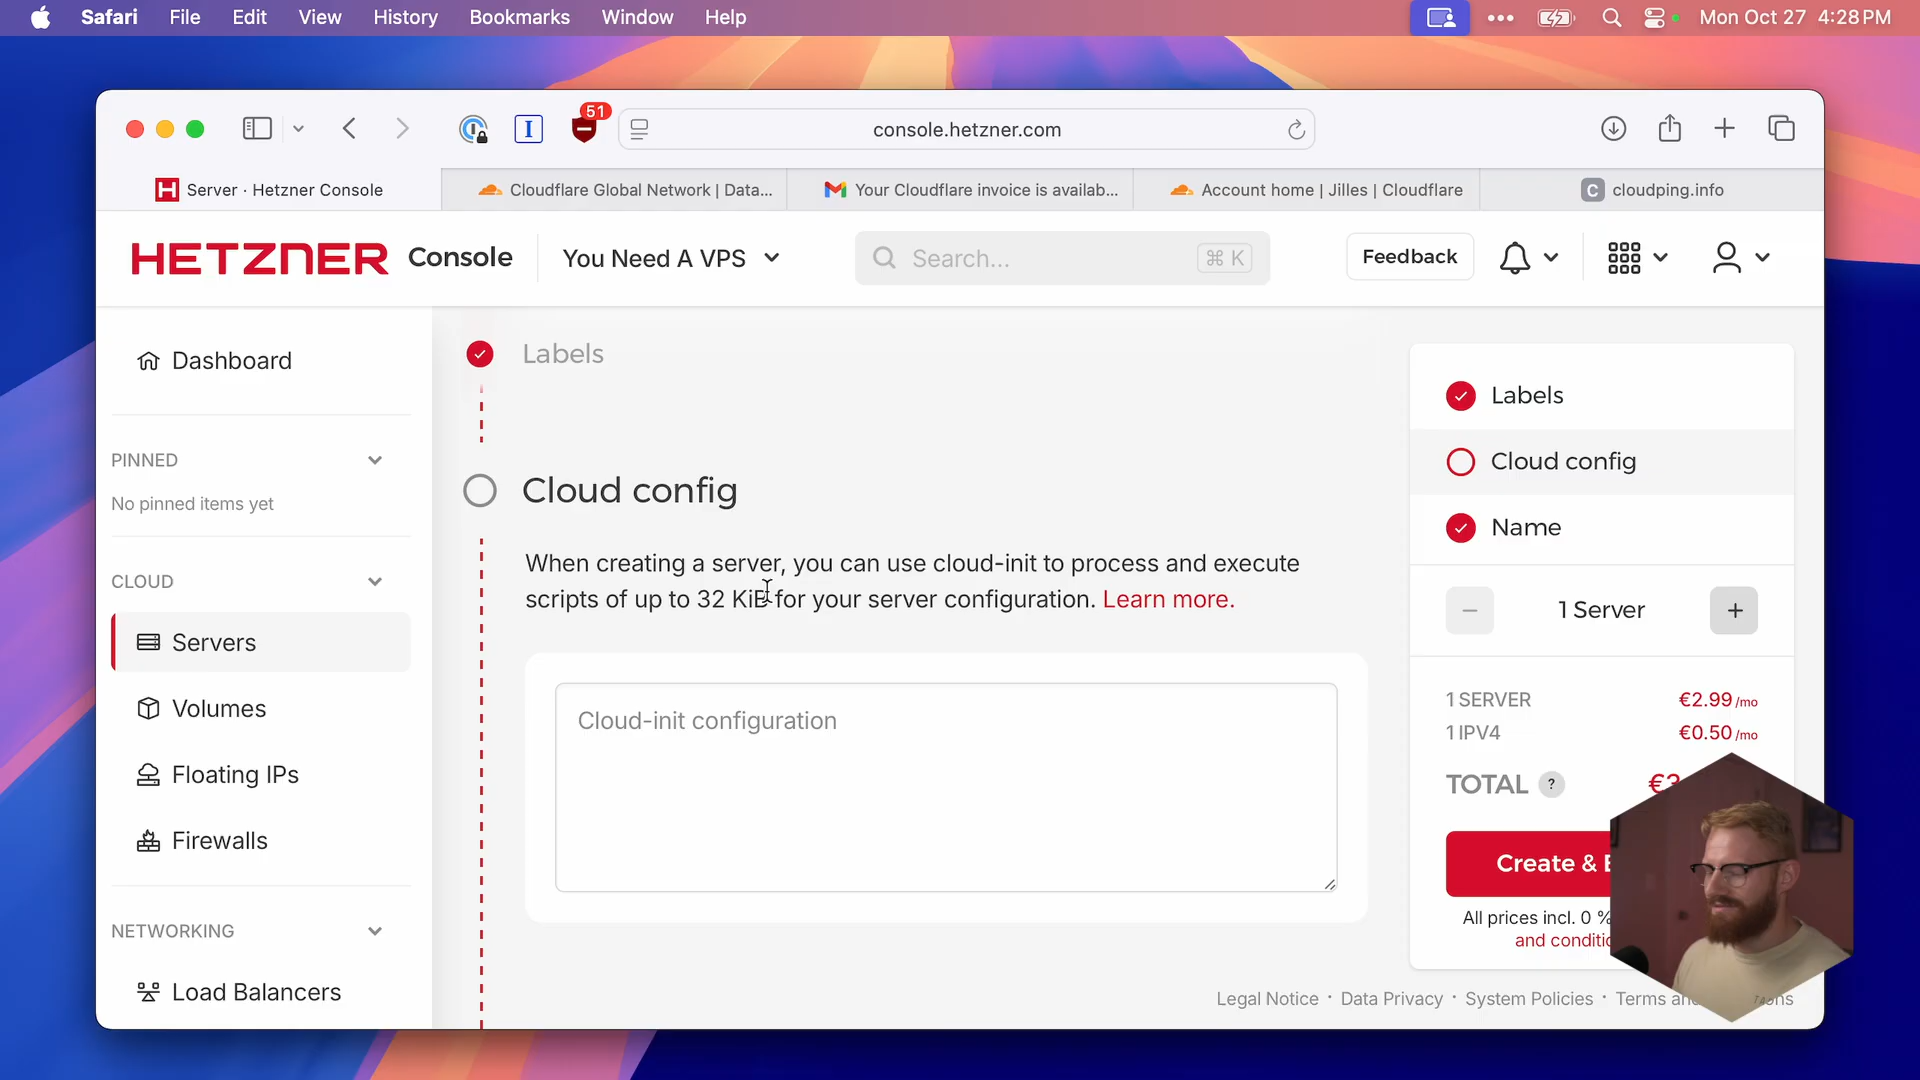 Safari File Edit View History Bookmarks Window Help
Mon Oct 27 4:28 PM
51
console.hetzner.com
Server · Hetzner Console
Cloudflare Global Network | Data...
Your Cloudflare invoice is availab...
Account home | Jilles | Cloudflare
C cloudping.info
HETZNER Console
You Need A VPS
Search...
⌘ K
Feedback
Dashboard
PINNED
No pinned items yet
CLOUD
Servers
Volumes
Floating IPs
Firewalls
NETWORKING
Load Balancers
Labels
Cloud config
When creating a server, you can use cloud-init to process and execute
scripts of up to 32 KiB for your server configuration. Learn more.
Cloud-init configuration
Labels
Cloud config
Name
− 1 Server +
1 SERVER €2.99 /mo
1 IPV4 €0.50 /mo
TOTAL ? €3
Create &
All prices incl. 0 %
and
Legal Notice · Data Privacy · System Policies · Terms